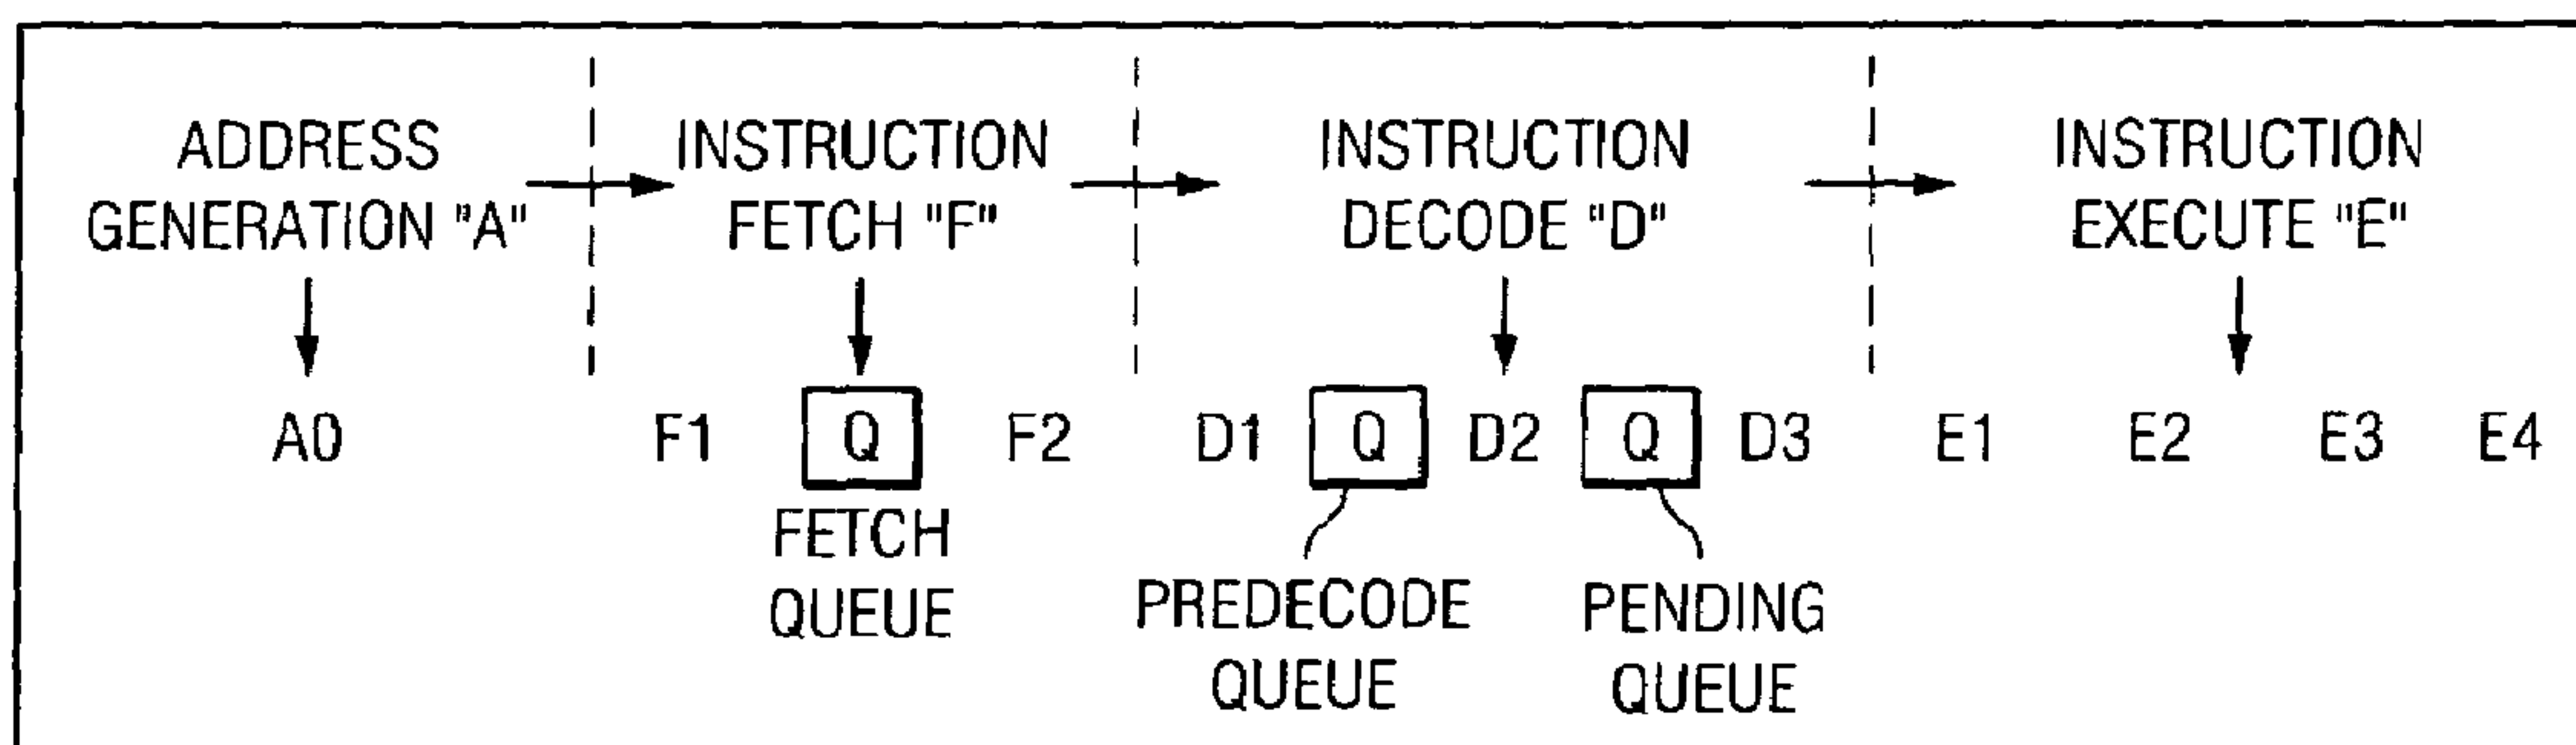 ADDRESS
GENERATION "A"
INSTRUCTION
FETCH "F"
INSTRUCTION
DECODE "D"
INSTRUCTION
EXECUTE "E"
A0 F1 Q F2 D1 Q D2 Q D3 E1 E2 E3 E4
FETCH
QUEUE
PREDECODE
QUEUE
PENDING
QUEUE